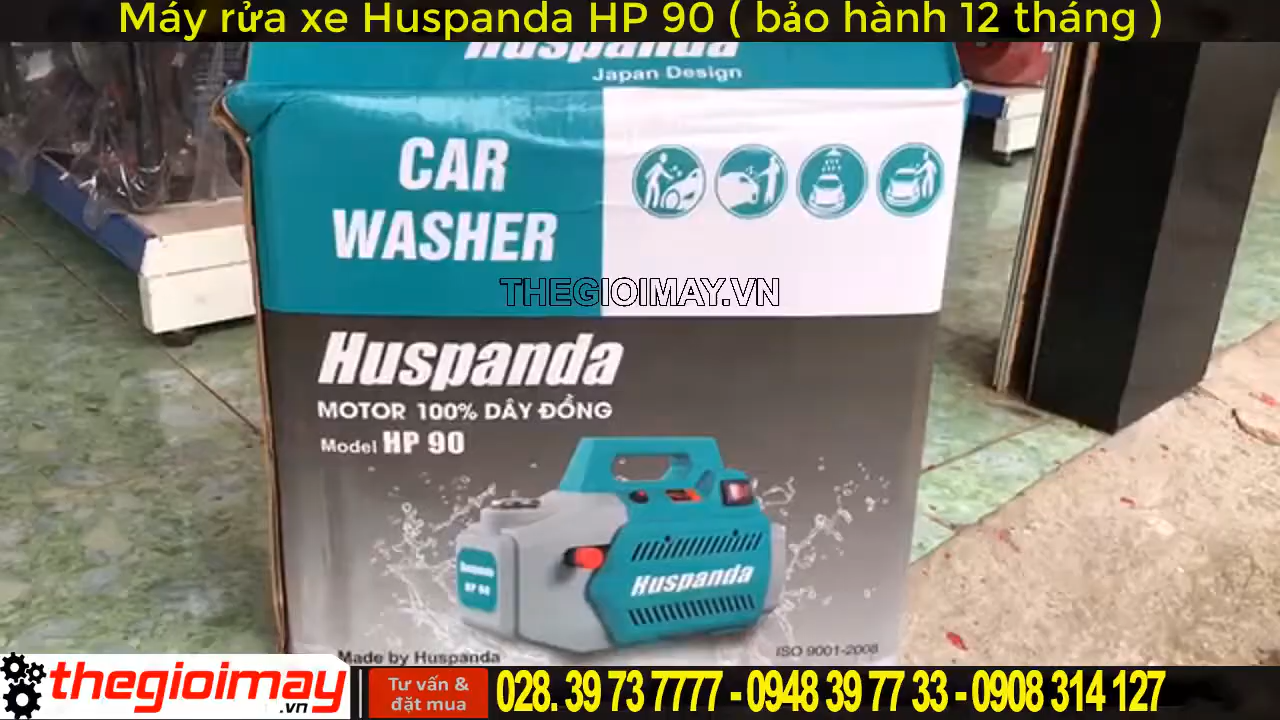 Máy rửa xe Huspanda HP 90 ( bảo hành 12 tháng )
Huspanda
Japan Design
CAR
WASHER
THEGIOIMAY.VN
Huspanda
MOTOR 100% DÂY ĐỒNG
Model HP 90
Huspanda
HP 90
Huspanda
Made by Huspanda
ISO 9001-2008
thegioimay
.vn
Tư vấn &
đặt mua
028. 39 73 7777 - 0948 39 77 33 - 0908 314 127